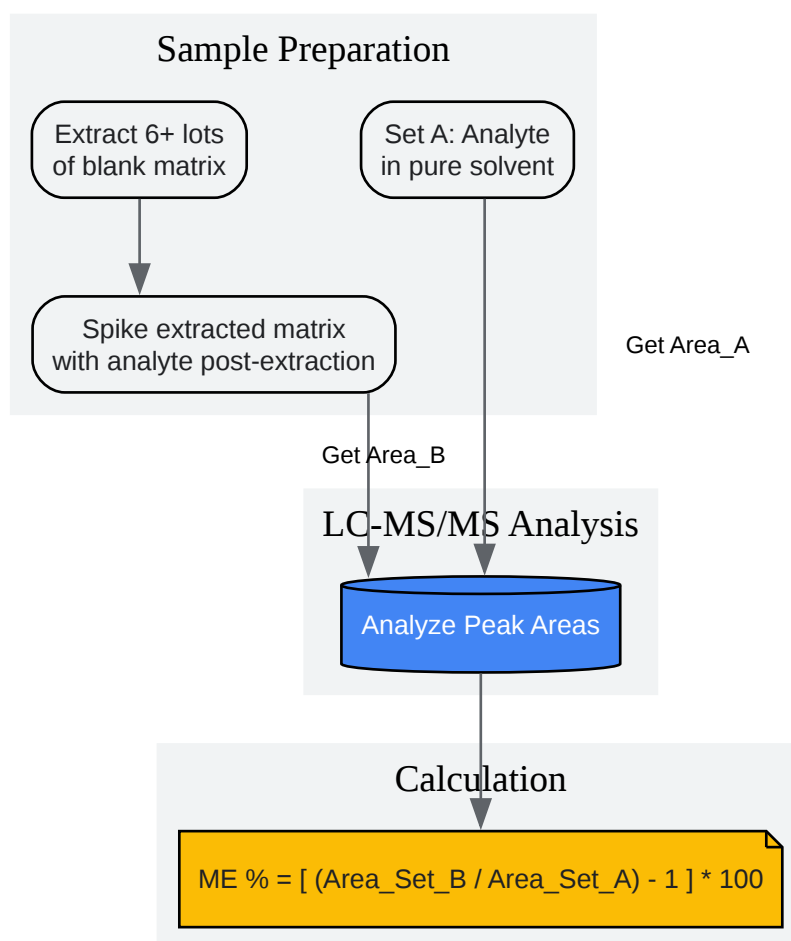 Sample Preparation
Extract 6+ lots
of blank matrix
Set A: Analyte
in pure solvent
Spike extracted matrix
with analyte post-extraction
Get Area_A
Get Area_B
LC-MS/MS Analysis
Analyze Peak Areas
Calculation
ME % = [ (Area_Set_B / Area_Set_A) - 1 ] * 100